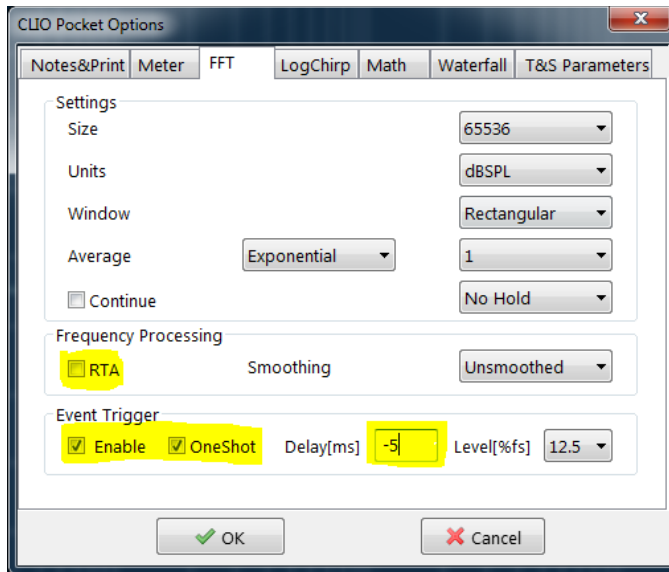 CLIO Pocket Options
Notes&Print Meter FFT LogChirp Math Waterfall T&S Parameters
Settings
Size 65536
Units dBSPL
Window Rectangular
Average Exponential 1
Continue No Hold
Frequency Processing
RTA Smoothing Unsmoothed
Event Trigger
Enable OneShot Delay[ms] -5 Level[%fs] 12.5
OK Cancel